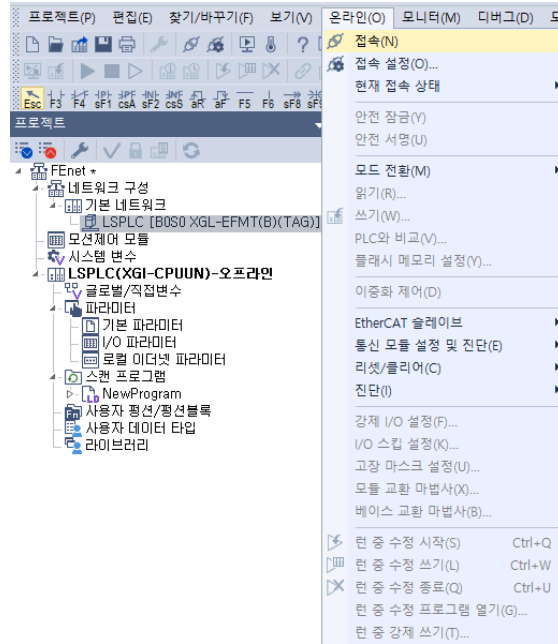 프로젝트(P) 편집(E) 찾기/바꾸기(F) 보기(V) 온라인(O) 모니터(M) 디버그(D)
Esc F3 F4 sF1 csA sF2 csS aR aF F5 F6 sF8 sF9
프로젝트
FEnet *
네트워크 구성
기본 네트워크
LSPLC [B0S0 XGL-EFMT(B)(TAG)]
모션제어 모듈
시스템 변수
LSPLC(XGI-CPUUN)-오프라인
글로벌/직접변수
파라미터
기본 파라미터
I/O 파라미터
로컬 이더넷 파라미터
스캔 프로그램
NewProgram
사용자 펑션/펑션블록
사용자 데이터 타입
라이브러리
접속(N)
접속 설정(O)...
현재 접속 상태
안전 잠금(Y)
안전 서명(U)
모드 전환(M)
읽기(R)...
쓰기(W)...
PLC와 비교(V)...
플래시 메모리 설정(Y)...
이중화 제어(D)
EtherCAT 슬레이브
통신 모듈 설정 및 진단(E)
리셋/클리어(C)
진단(I)
강제 I/O 설정(F)...
I/O 스킵 설정(K)...
고장 마스크 설정(U)...
모듈 교환 마법사(X)...
베이스 교환 마법사(B)...
런 중 수정 시작(S) Ctrl+Q
런 중 수정 쓰기(L) Ctrl+W
런 중 수정 종료(Q) Ctrl+U
런 중 수정 프로그램 열기(G)...
런 중 강제 쓰기(T)...